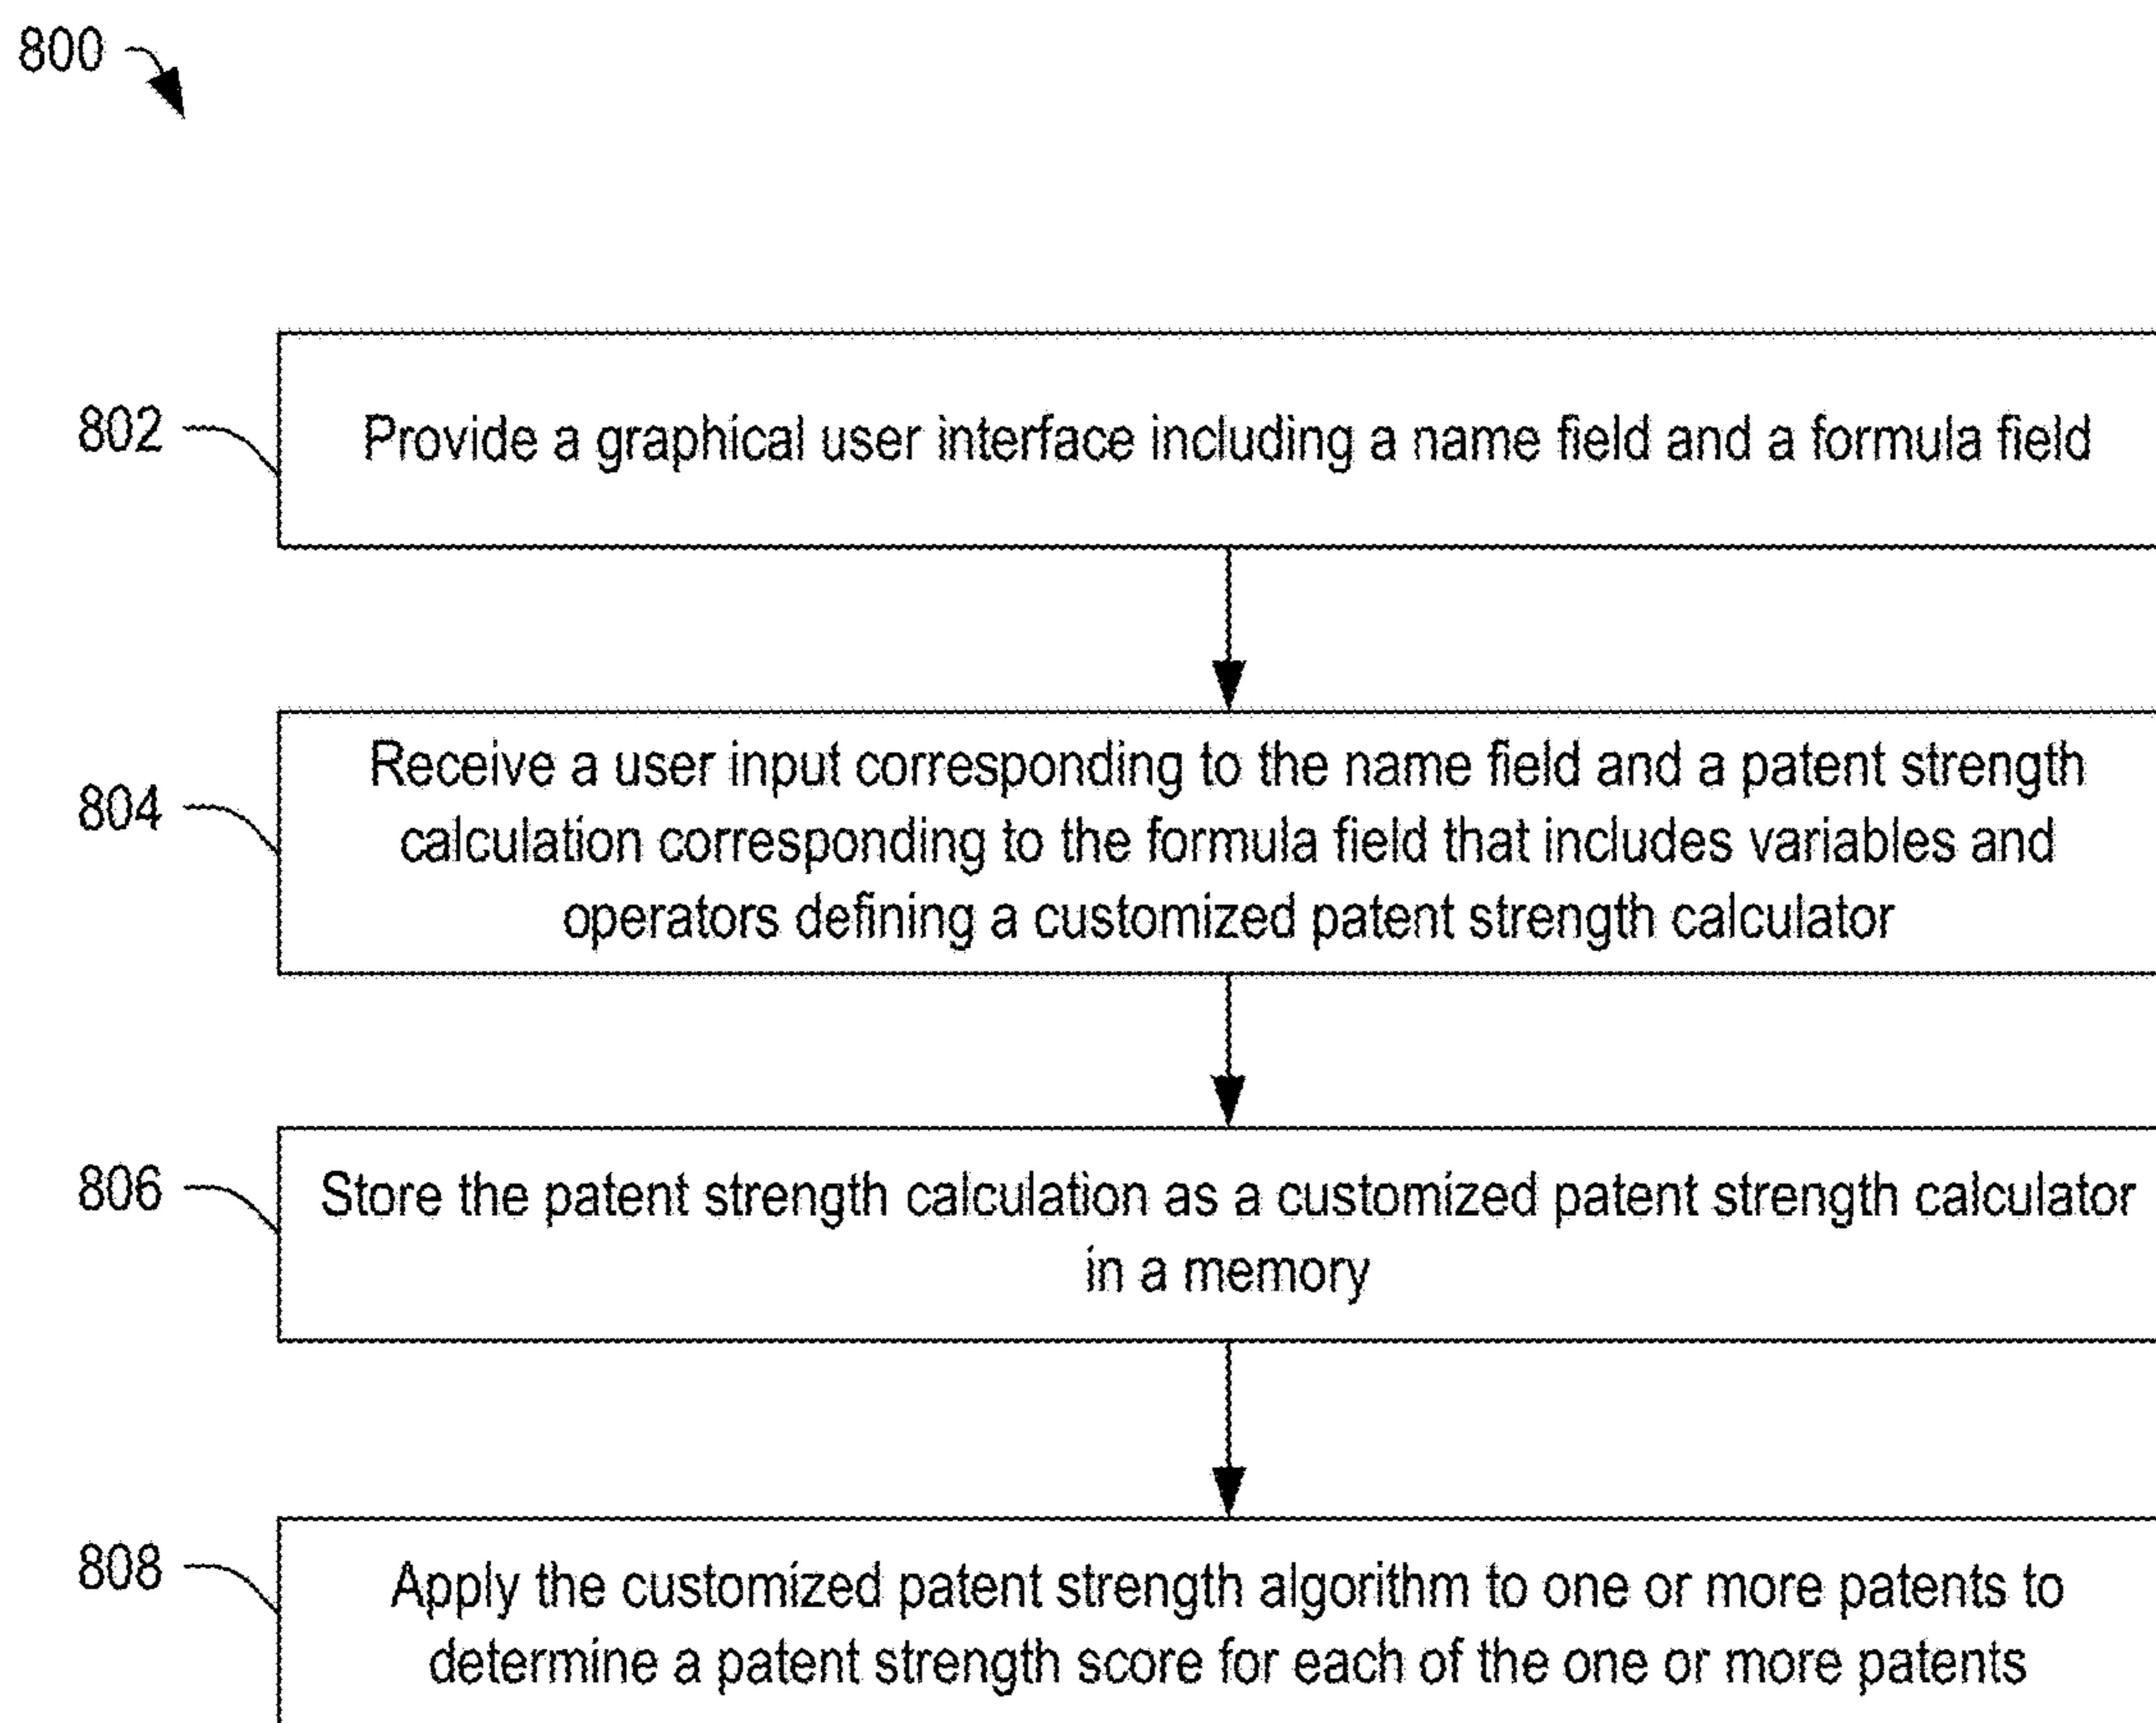 800
802
Provide a graphical user interface including a name field and a formula field
804
Receive a user input corresponding to the name field and a patent strength
calculation corresponding to the formula field that includes variables and
operators defining a customized patent strength calculator
806
Store the patent strength calculation as a customized patent strength calculator
in a memory
808
Apply the customized patent strength algorithm to one or more patents to
determine a patent strength score for each of the one or more patents